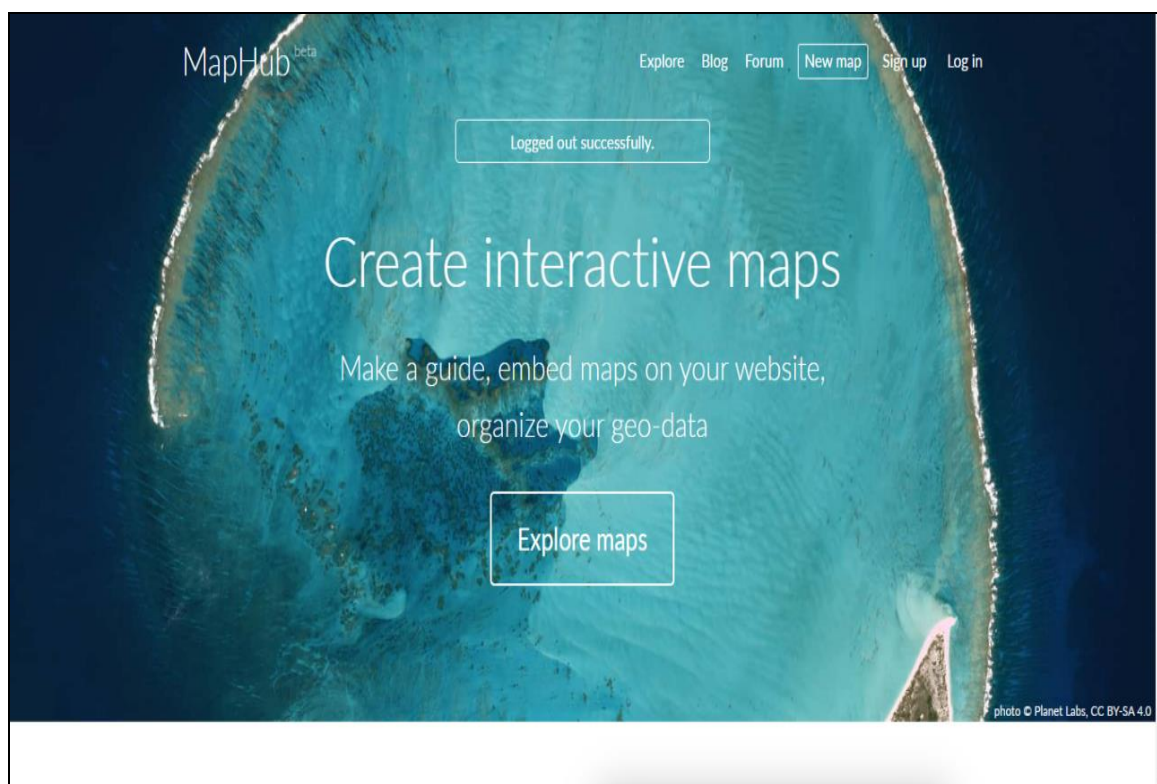 MapHub beta
Explore Blog Forum New map Sign up Log in
Logged out successfully.
Create interactive maps
Make a guide, embed maps on your website,
organize your geo-data
Explore maps
photo © Planet Labs, CC BY-SA 4.0